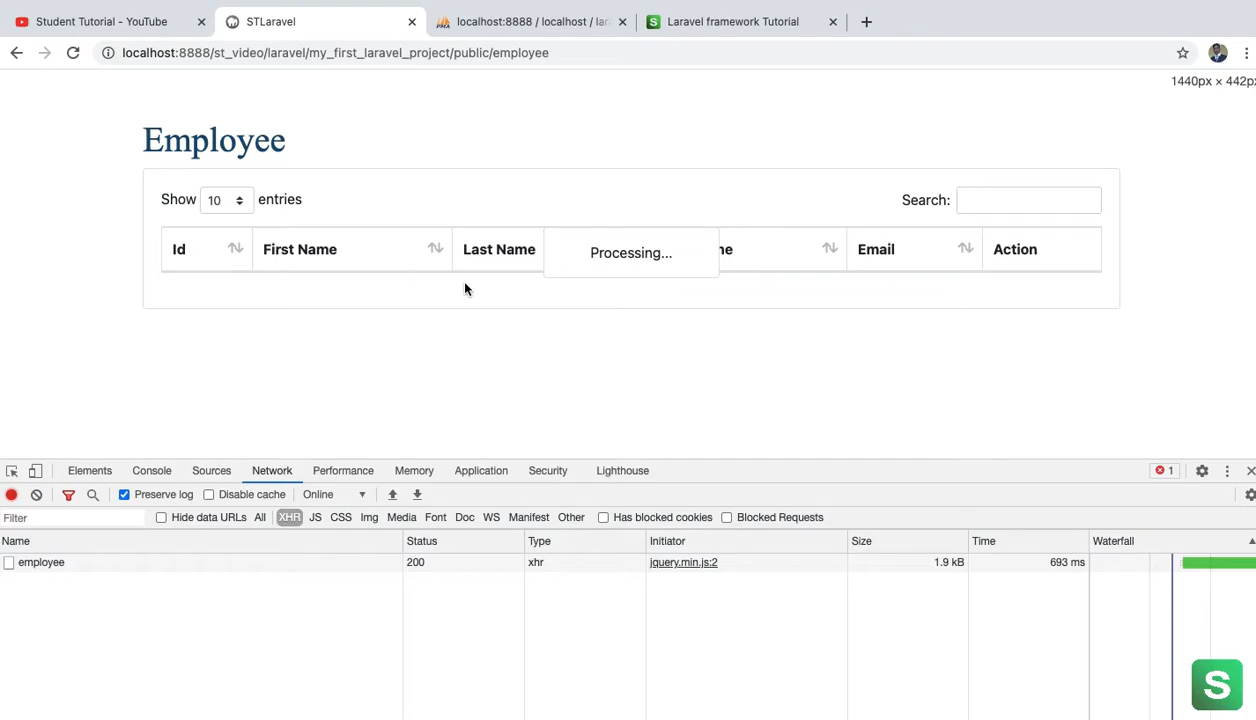 Student Tutorial - YouTube
STLaravel
localhost:8888 / localhost / lar
Laravel framework Tutorial
localhost:8888/st_video/laravel/my_first_laravel_project/public/employee
1440px × 442px
Employee
Show 10 entries
Search:
Id First Name Last Name Processing... me Email Action
Elements Console Sources Network Performance Memory Application Security Lighthouse 1
Preserve log Disable cache Online
Filter Hide data URLs All XHR JS CSS Img Media Font Doc WS Manifest Other Has blocked cookies Blocked Requests
Name Status Type Initiator Size Time Waterfall
employee 200 xhr jquery.min.js:2 1.9 kB 693 ms
S